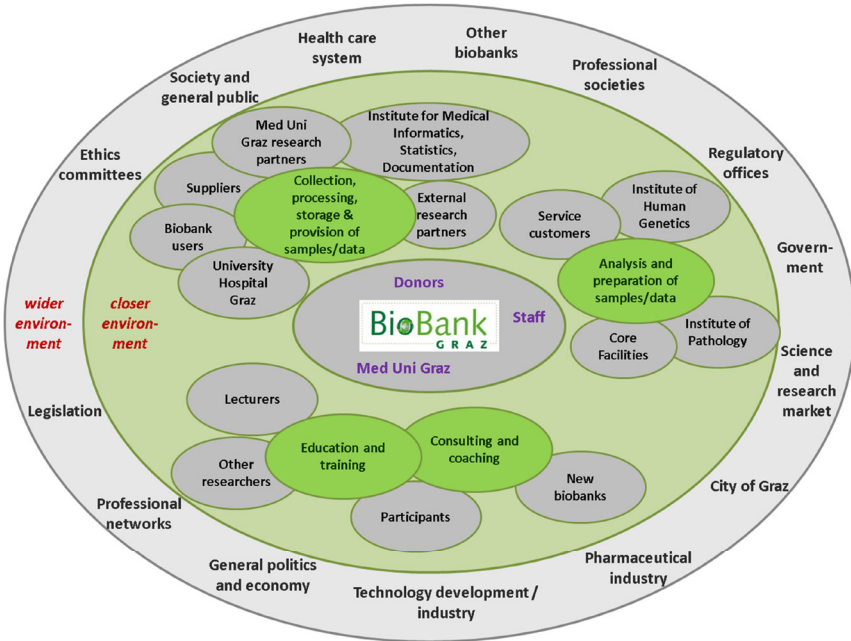 Health care
system
Other
biobanks
Professional
societies
Society and
general public
Ethics
committees
Regulatory
offices
Govern-
ment
Science and
research
market
City of Graz
Pharmaceutical
industry
Technology development /
industry
General politics
and economy
Professional
networks
Legislation
wider
environ-
ment
closer
environ-
ment
Med Uni
Graz research
partners
Institute for Medical
Informatics,
Statistics,
Documentation
Suppliers
Collection,
processing,
storage &
provision of
samples/data
External
research
partners
Biobank
users
University
Hospital
Graz
Service
customers
Institute of
Human
Genetics
Analysis and
preparation of
samples/data
Core
Facilities
Institute of
Pathology
Donors
BioBank
GRAZ
Staff
Med Uni Graz
Lecturers
Education and
training
Consulting and
coaching
Other
researchers
Participants
New
biobanks